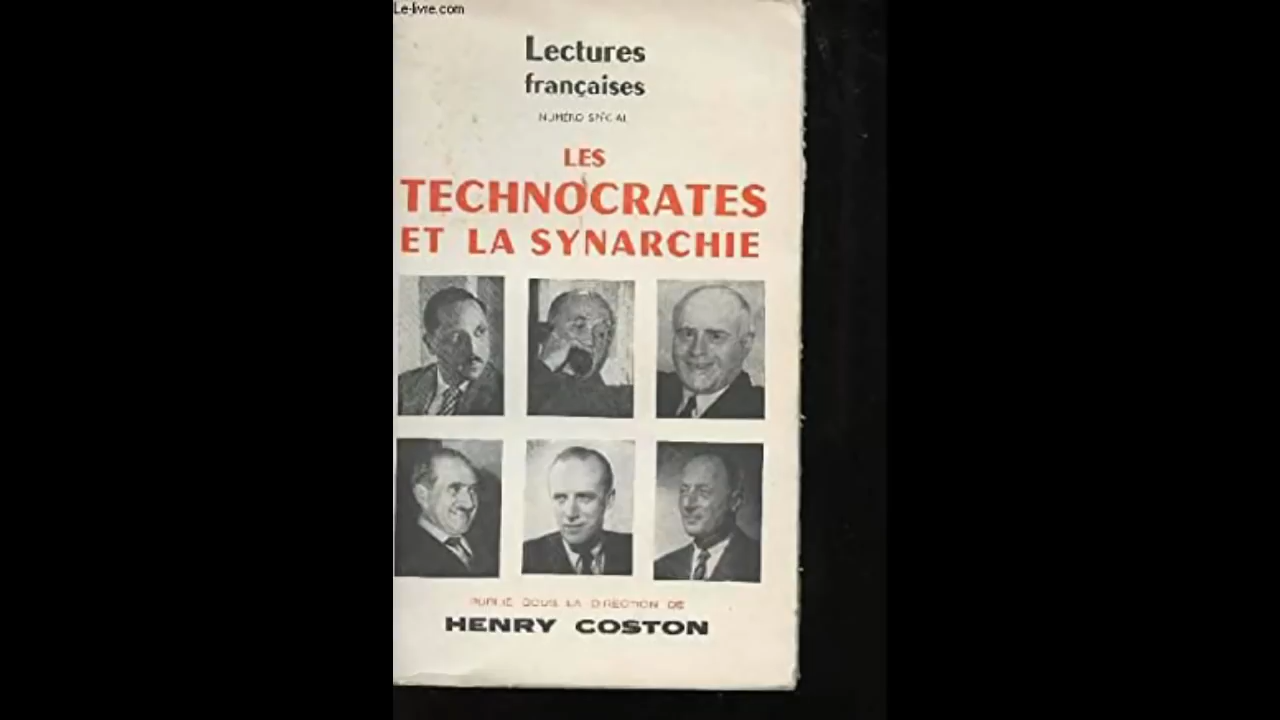 Le-livre.com
Lectures
françaises
NUMÉRO SPÉCIAL
LES
TECHNOCRATES
ET LA SYNARCHIE
PUBLIÉ SOUS LA DIRECTION DE
HENRY COSTON